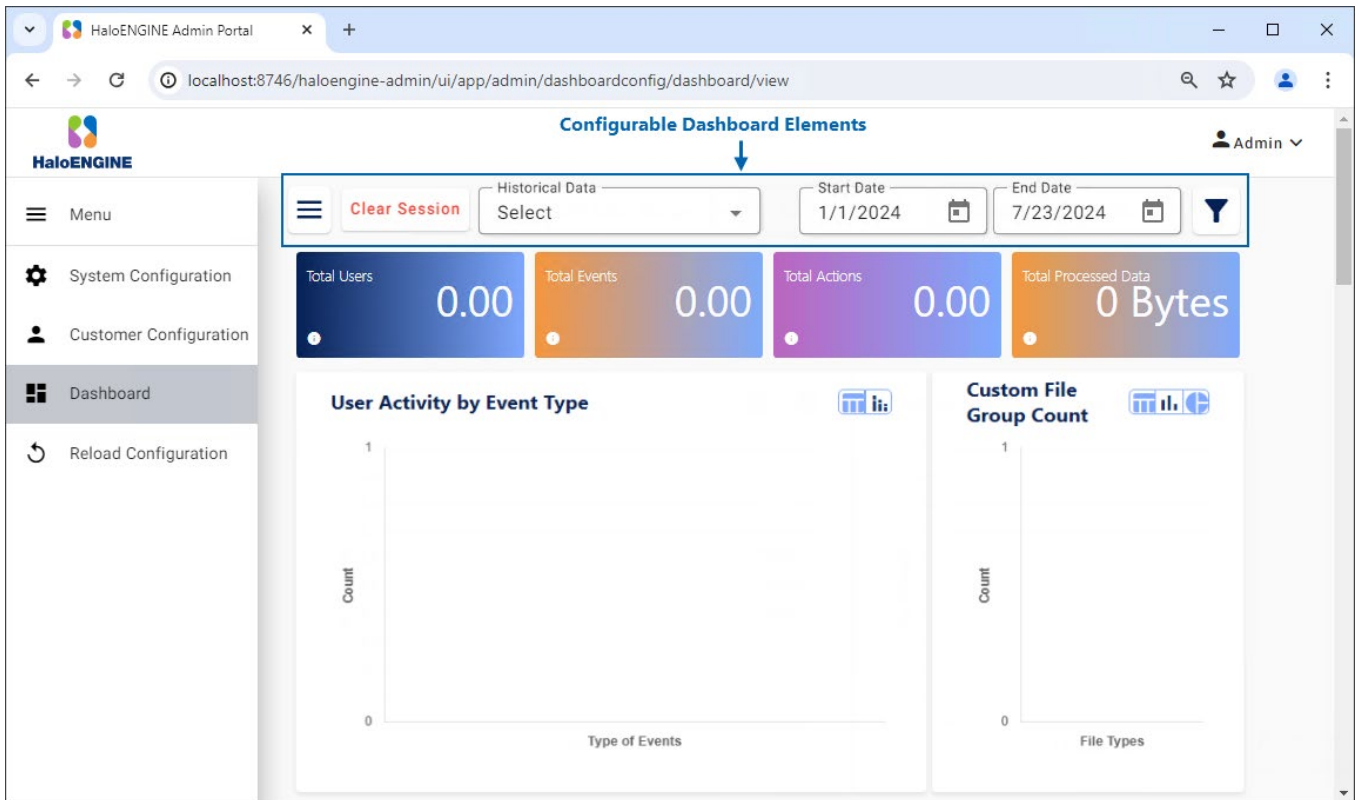 HaloENGINE Admin Portal
localhost:8746/haloengine-admin/ui/app/admin/dashboardconfig/dashboard/view
HaloENGINE
Configurable Dashboard Elements
Admin
Menu
System Configuration
Customer Configuration
Dashboard
Reload Configuration
Clear Session
Historical Data
Select
Start Date
1/1/2024
End Date
7/23/2024
Total Users
0.00
Total Events
0.00
Total Actions
0.00
Total Processed Data
0 Bytes
User Activity by Event Type
1
Count
0
Type of Events
Custom File
Group Count
1
Count
0
File Types